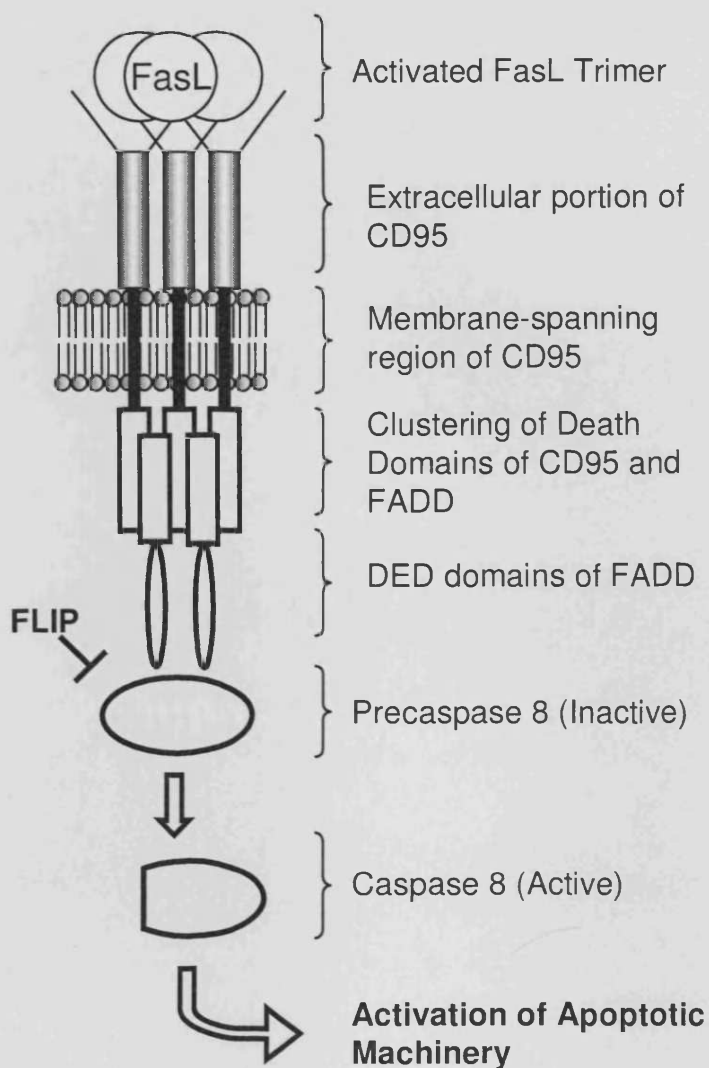 FasL
Activated FasL Trimer
Extracellular portion of
CD95
Membrane-spanning
region of CD95
Clustering of Death
Domains of CD95 and
FADD
DED domains of FADD
FLIP
Precaspase 8 (Inactive)
Caspase 8 (Active)
Activation of Apoptotic
Machinery